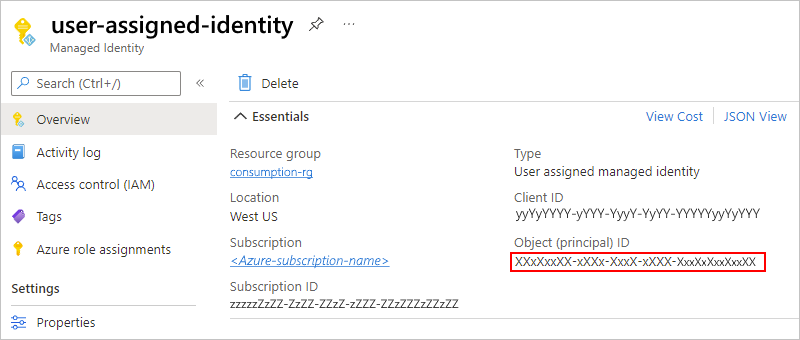 user-assigned-identity
Managed Identity
Search (Ctrl+/)
Overview
Activity log
Access control (IAM)
Tags
Azure role assignments
Settings
Properties
Delete
Essentials
View Cost
JSON View
Resource group
consumption-rg
Location
West US
Subscription
<Azure-subscription-name>
Subscription ID
zzzzzZzZZ-ZzZZ-ZZzZ-zZZZ-ZZzZZZzZZzZZ
Type
User assigned managed identity
Client ID
yyYyYYYY-yYYY-YyyY-YyYY-YYYYYyyYyYYY
Object (principal) ID
XXxXxxXX-xXXx-XxxX-xXXX-XxxXxXxxXxxXX